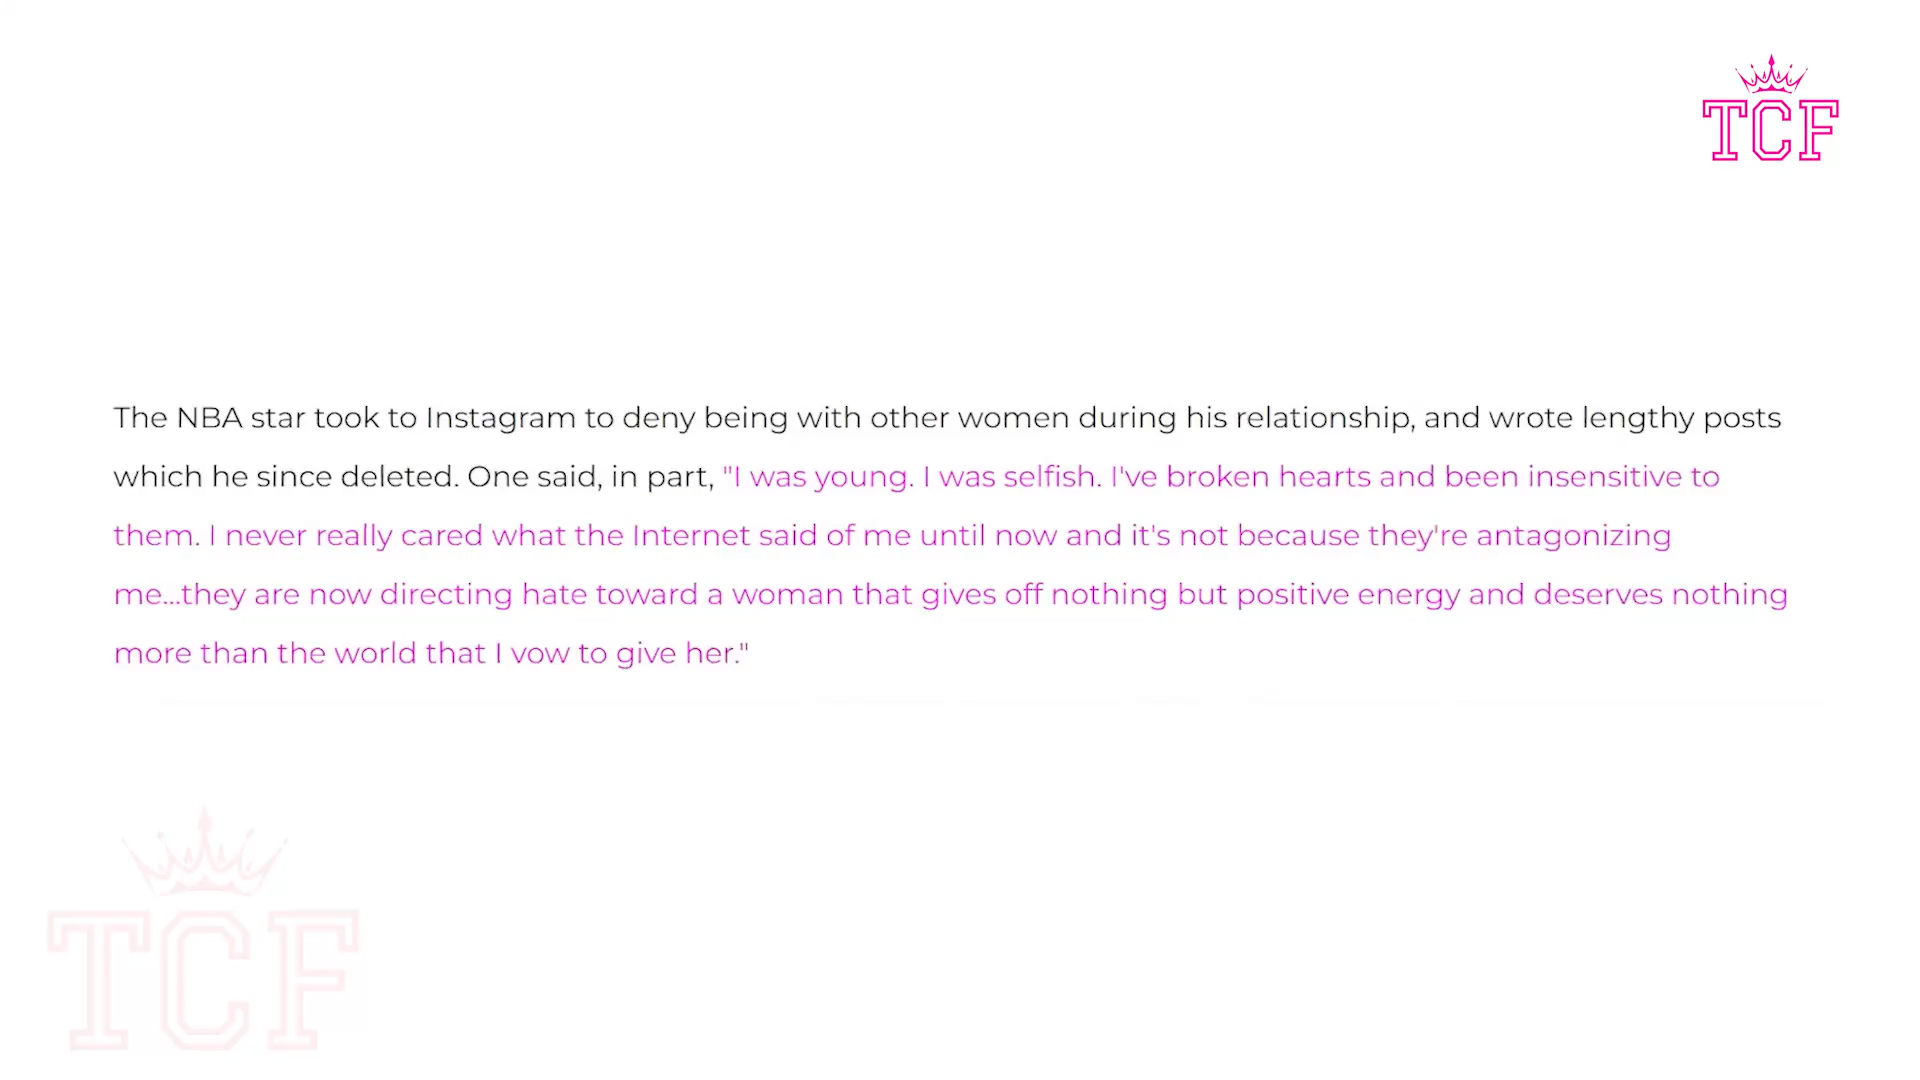 TCF
The NBA star took to Instagram to deny being with other women during his relationship, and wrote lengthy posts
which he since deleted. One said, in part, "I was young. I was selfish. I've broken hearts and been insensitive to
them. I never really cared what the Internet said of me until now and it's not because they're antagonizing
me...they are now directing hate toward a woman that gives off nothing but positive energy and deserves nothing
more than the world that I vow to give her."
TCF